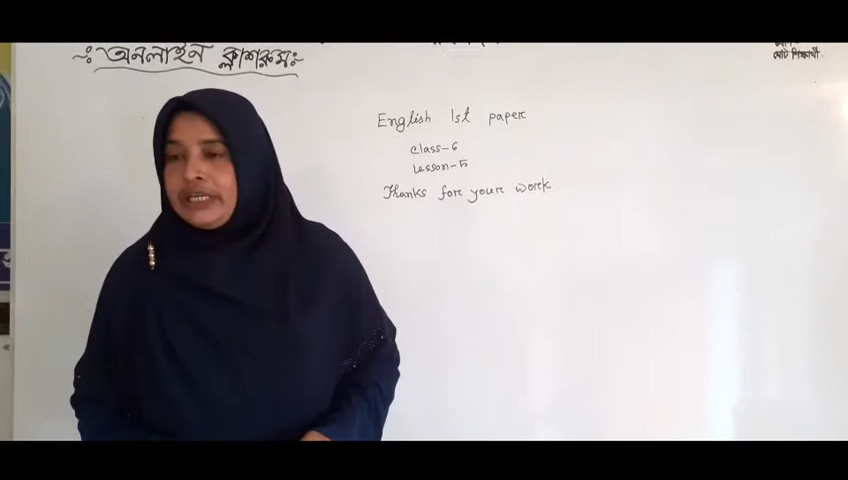 অনলাইন ক্লাশরুম
মোট শিক্ষার্থী
English 1st paper
class-6
Lesson-5
Thanks for your work